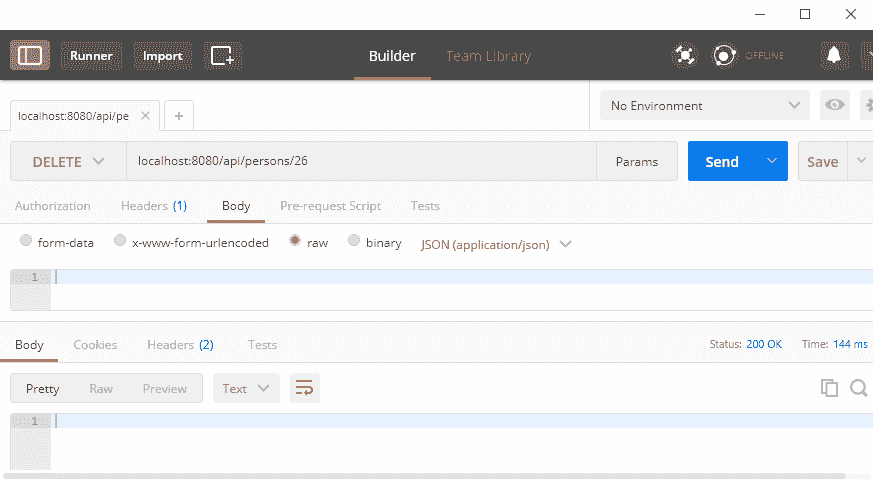 Runner Import Builder Team Library OFFLINE
localhost:8080/api/pe No Environment
DELETE localhost:8080/api/persons/26 Params Send Save
Authorization Headers (1) Body Pre-request Script Tests
form-data x-www-form-urlencoded raw binary JSON (application/json)
1
Body Cookies Headers (2) Tests Status: 200 OK Time: 144 ms
Pretty Raw Preview Text
1